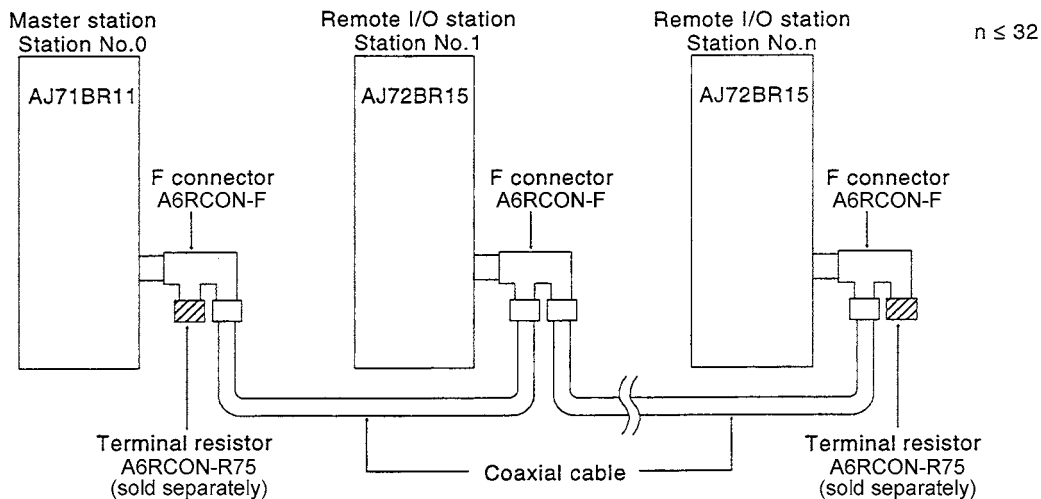 Master station
Station No.0
Remote I/O station
Station No.1
Remote I/O station
Station No.n
n ≤ 32
AJ71BR11
AJ72BR15
AJ72BR15
F connector
A6RCON-F
F connector
A6RCON-F
F connector
A6RCON-F
Terminal resistor
A6RCON-R75
(sold separately)
Coaxial cable
Terminal resistor
A6RCON-R75
(sold separately)